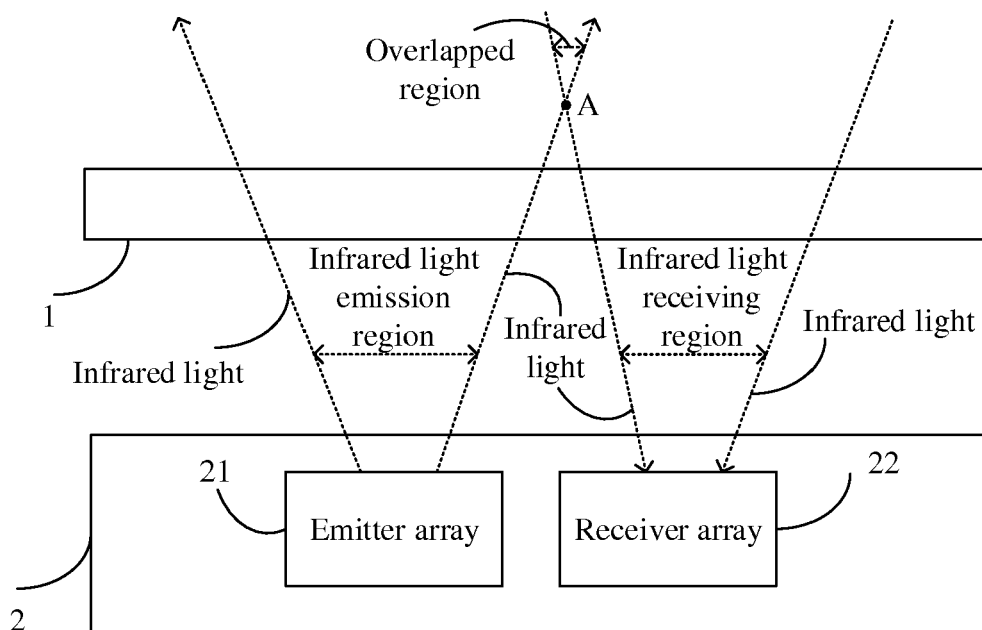 Overlapped
region
A
Infrared light
emission
region
Infrared light
receiving
region
1
Infrared light
Infrared
light
Infrared light
21
22
Emitter array
Receiver array
2